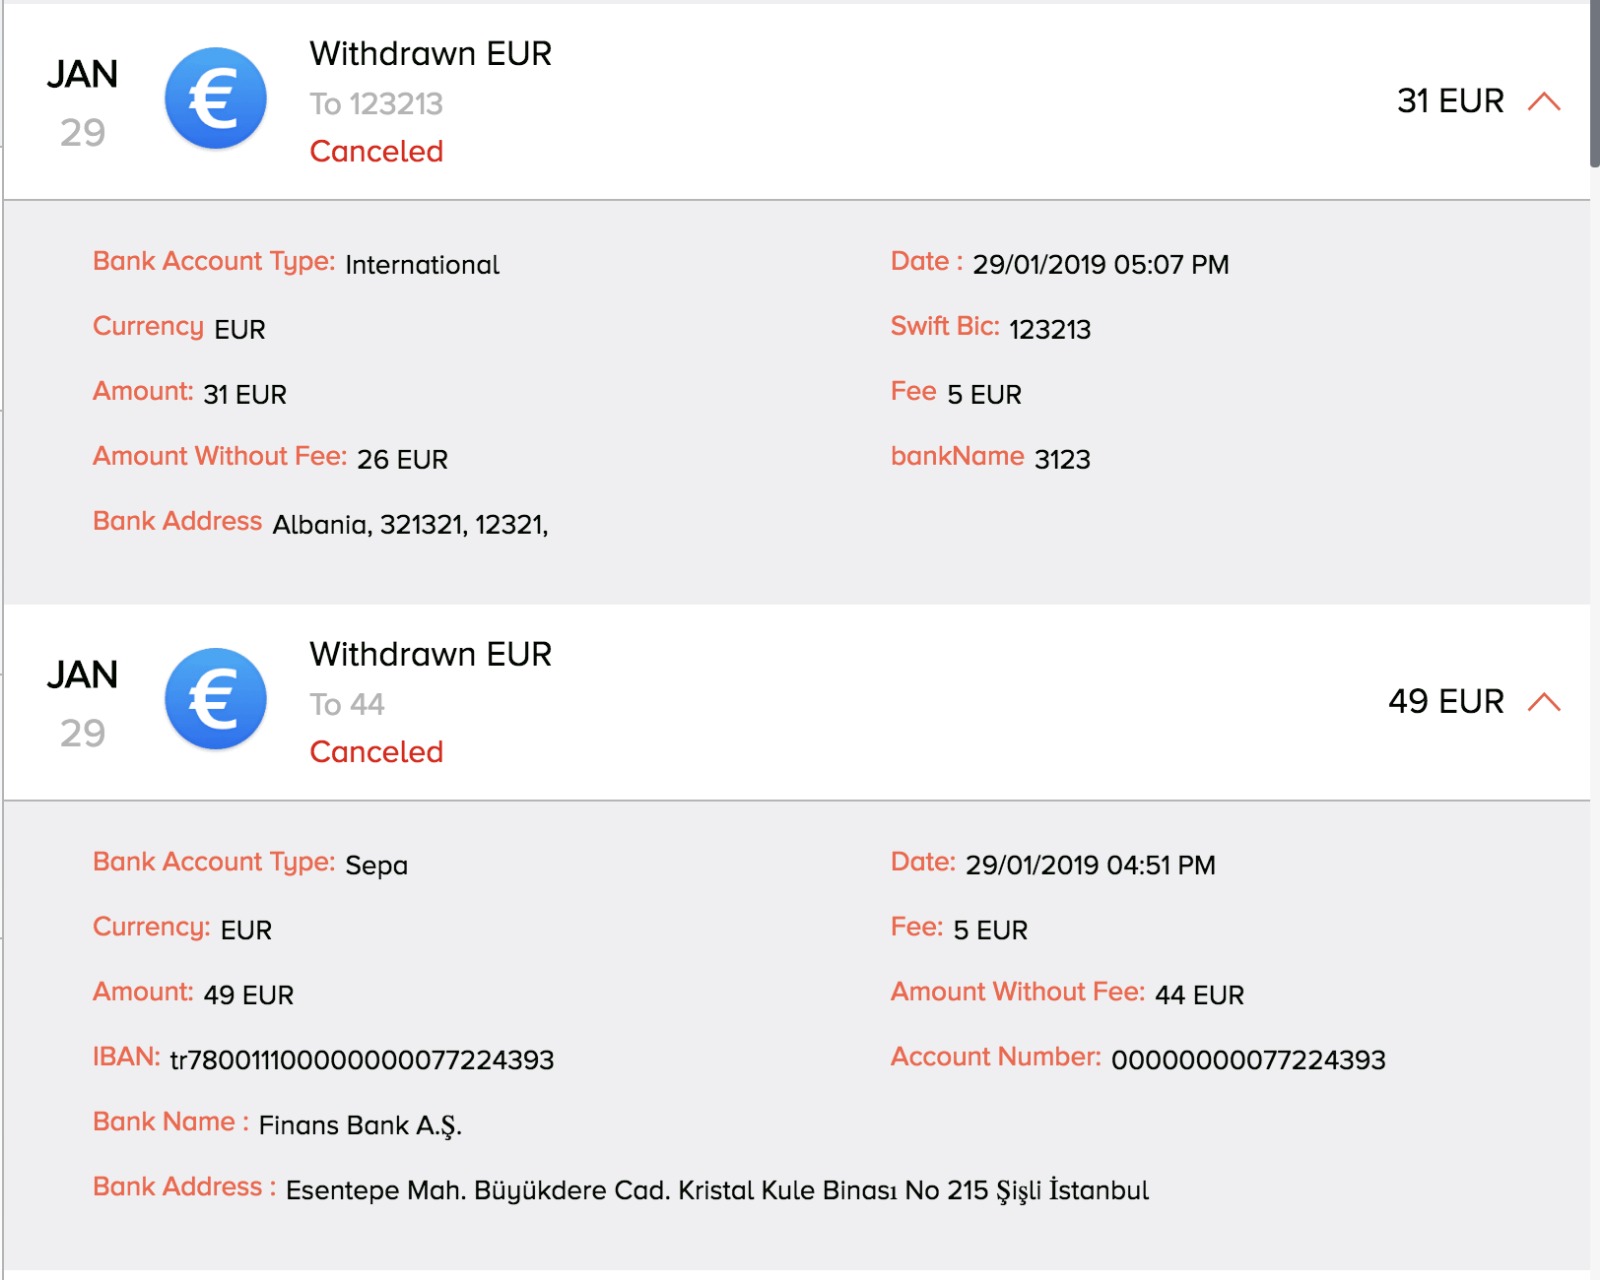 JAN
29
€
Withdrawn EUR
To 123213
Canceled
31 EUR
Bank Account Type: International
Date : 29/01/2019 05:07 PM
Currency EUR
Swift Bic: 123213
Amount: 31 EUR
Fee 5 EUR
Amount Without Fee: 26 EUR
bankName 3123
Bank Address Albania, 321321, 12321,
JAN
29
€
Withdrawn EUR
To 44
Canceled
49 EUR
Bank Account Type: Sepa
Date: 29/01/2019 04:51 PM
Currency: EUR
Fee: 5 EUR
Amount: 49 EUR
Amount Without Fee: 44 EUR
IBAN: tr780011100000000077224393
Account Number: 00000000077224393
Bank Name : Finans Bank A.Ş.
Bank Address : Esentepe Mah. Büyükdere Cad. Kristal Kule Binası No 215 Şişli İstanbul